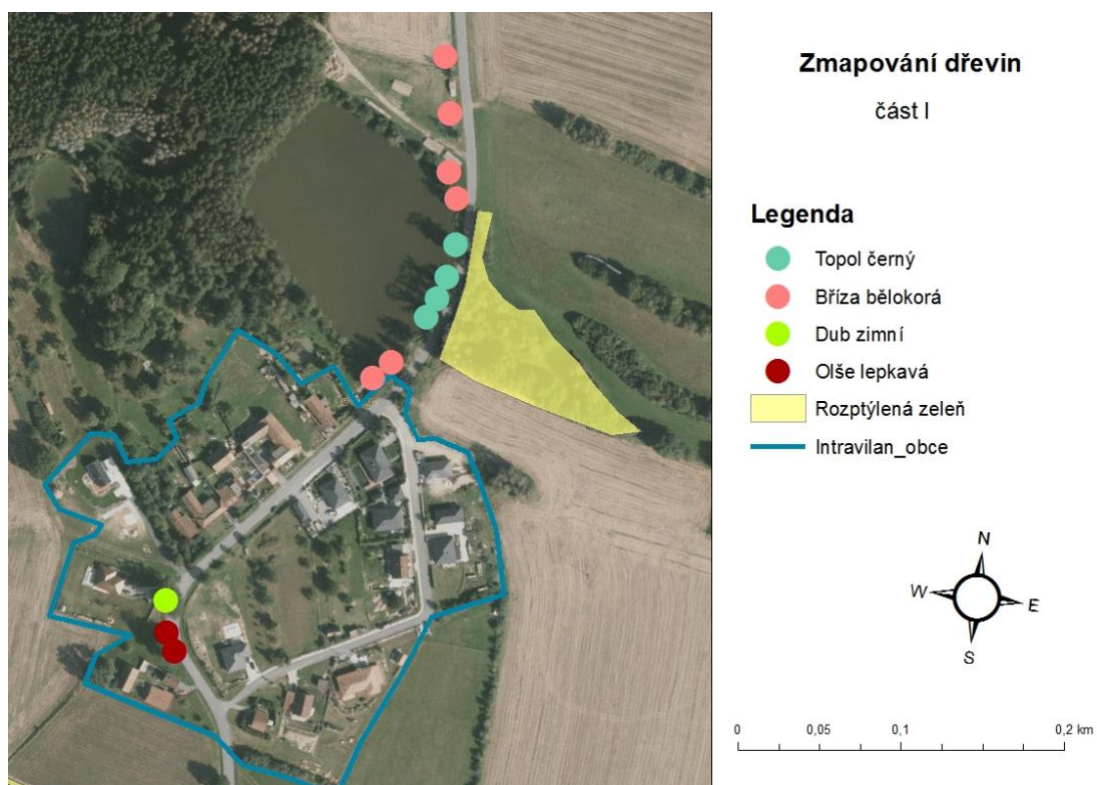 Zmapování dřevin
část I
Legenda
Topol černý
Bříza bělokorá
Dub zimní
Olše lepkavá
Rozptýlená zeleň
Intravilan_obce
N
W
E
S
0 0,05 0,1 0,2 km